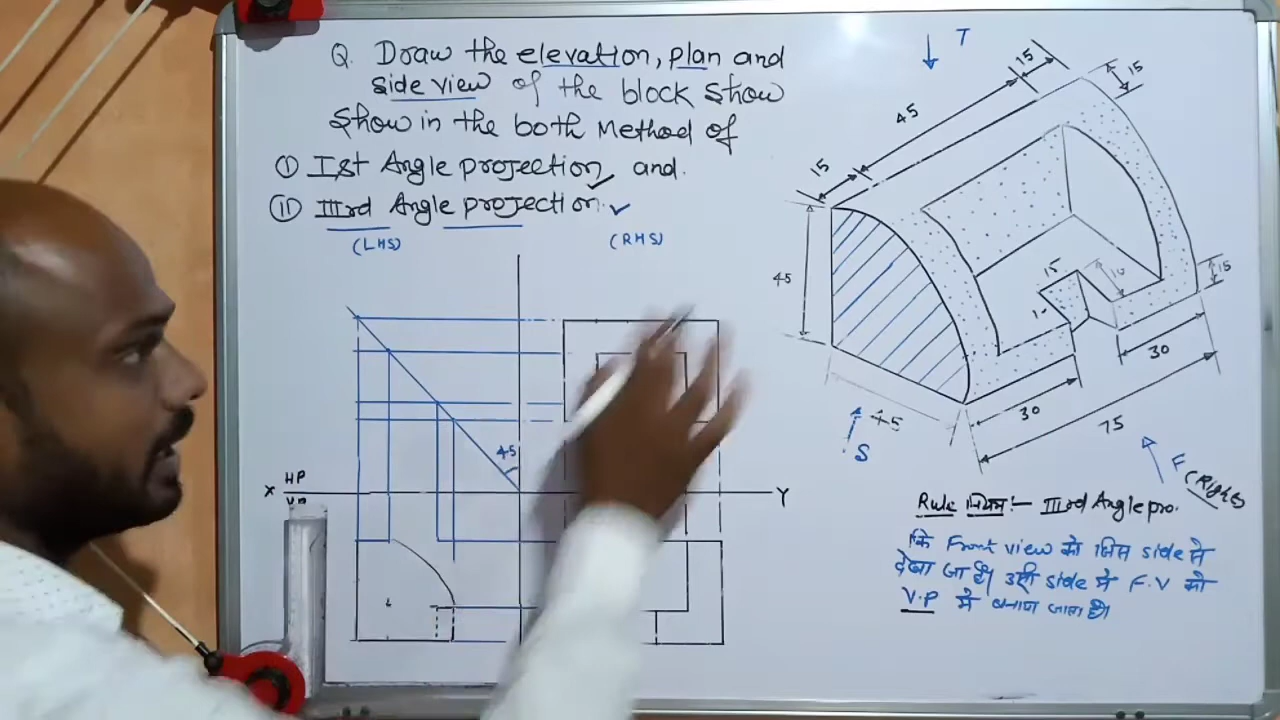 Q. Draw the elevation, plan and
side view of the block show
show in the both Method of
① Ist Angle projection and.
② IIIrd Angle projection.
(LHS)
(RHS)
T
15
15
45
15
45
15
10
15
30
30
75
45
S
F (Right)
45
HP
X
Y
Rule नियम:- IIIrd Angle pro.
कि Front view को जिस side से
देखा जा है। उसी side में F.V को
V.P में बनाया जाता है।